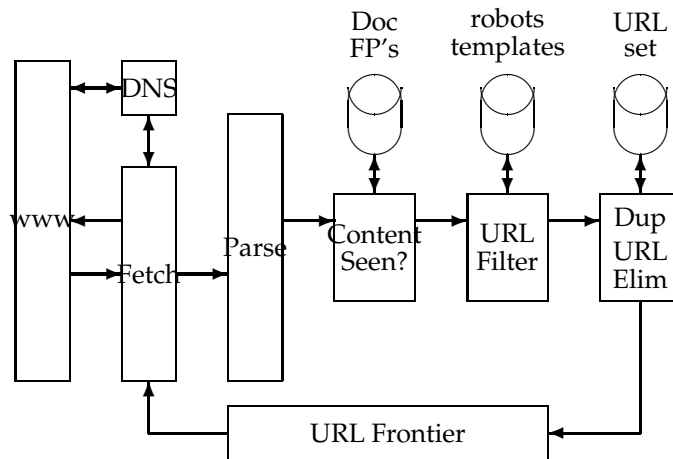 Doc
FP's
robots
templates
URL
set
DNS
www
Fetch
Parse
Content
Seen?
URL
Filter
Dup
URL
Elim
URL Frontier